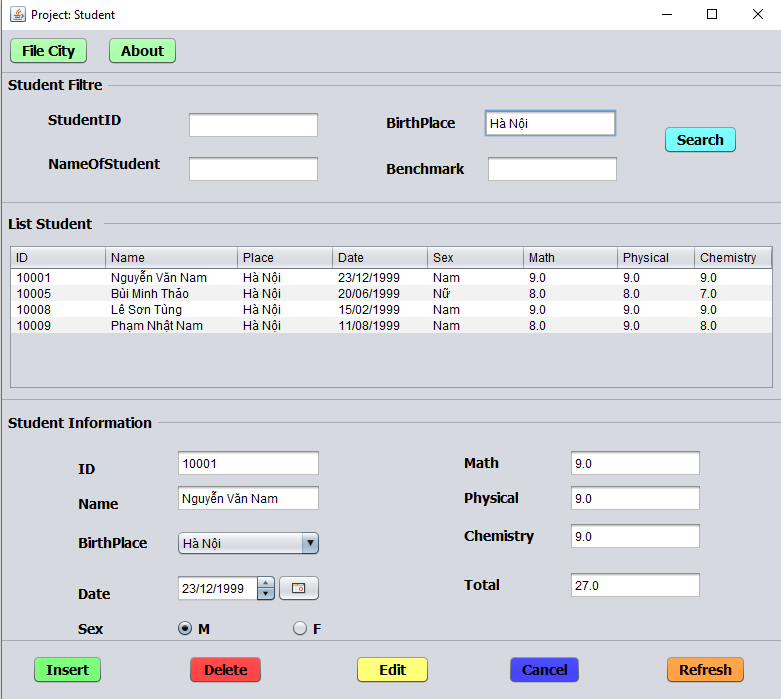 Project: Student
File City About
Student Filtre
StudentID BirthPlace Hà Nội
Search
NameOfStudent Benchmark
List Student
ID Name Place Date Sex Math Physical Chemistry
10001 Nguyễn Văn Nam Hà Nội 23/12/1999 Nam 9.0 9.0 9.0
10005 Bùi Minh Thảo Hà Nội 20/06/1999 Nữ 8.0 8.0 7.0
10008 Lê Sơn Tùng Hà Nội 15/02/1999 Nam 9.0 9.0 9.0
10009 Phạm Nhật Nam Hà Nội 11/08/1999 Nam 8.0 9.0 8.0
Student Information
ID 10001 Math 9.0
Name Nguyễn Văn Nam Physical 9.0
BirthPlace Hà Nội Chemistry 9.0
Date 23/12/1999 Total 27.0
Sex M F
Insert Delete Edit Cancel Refresh